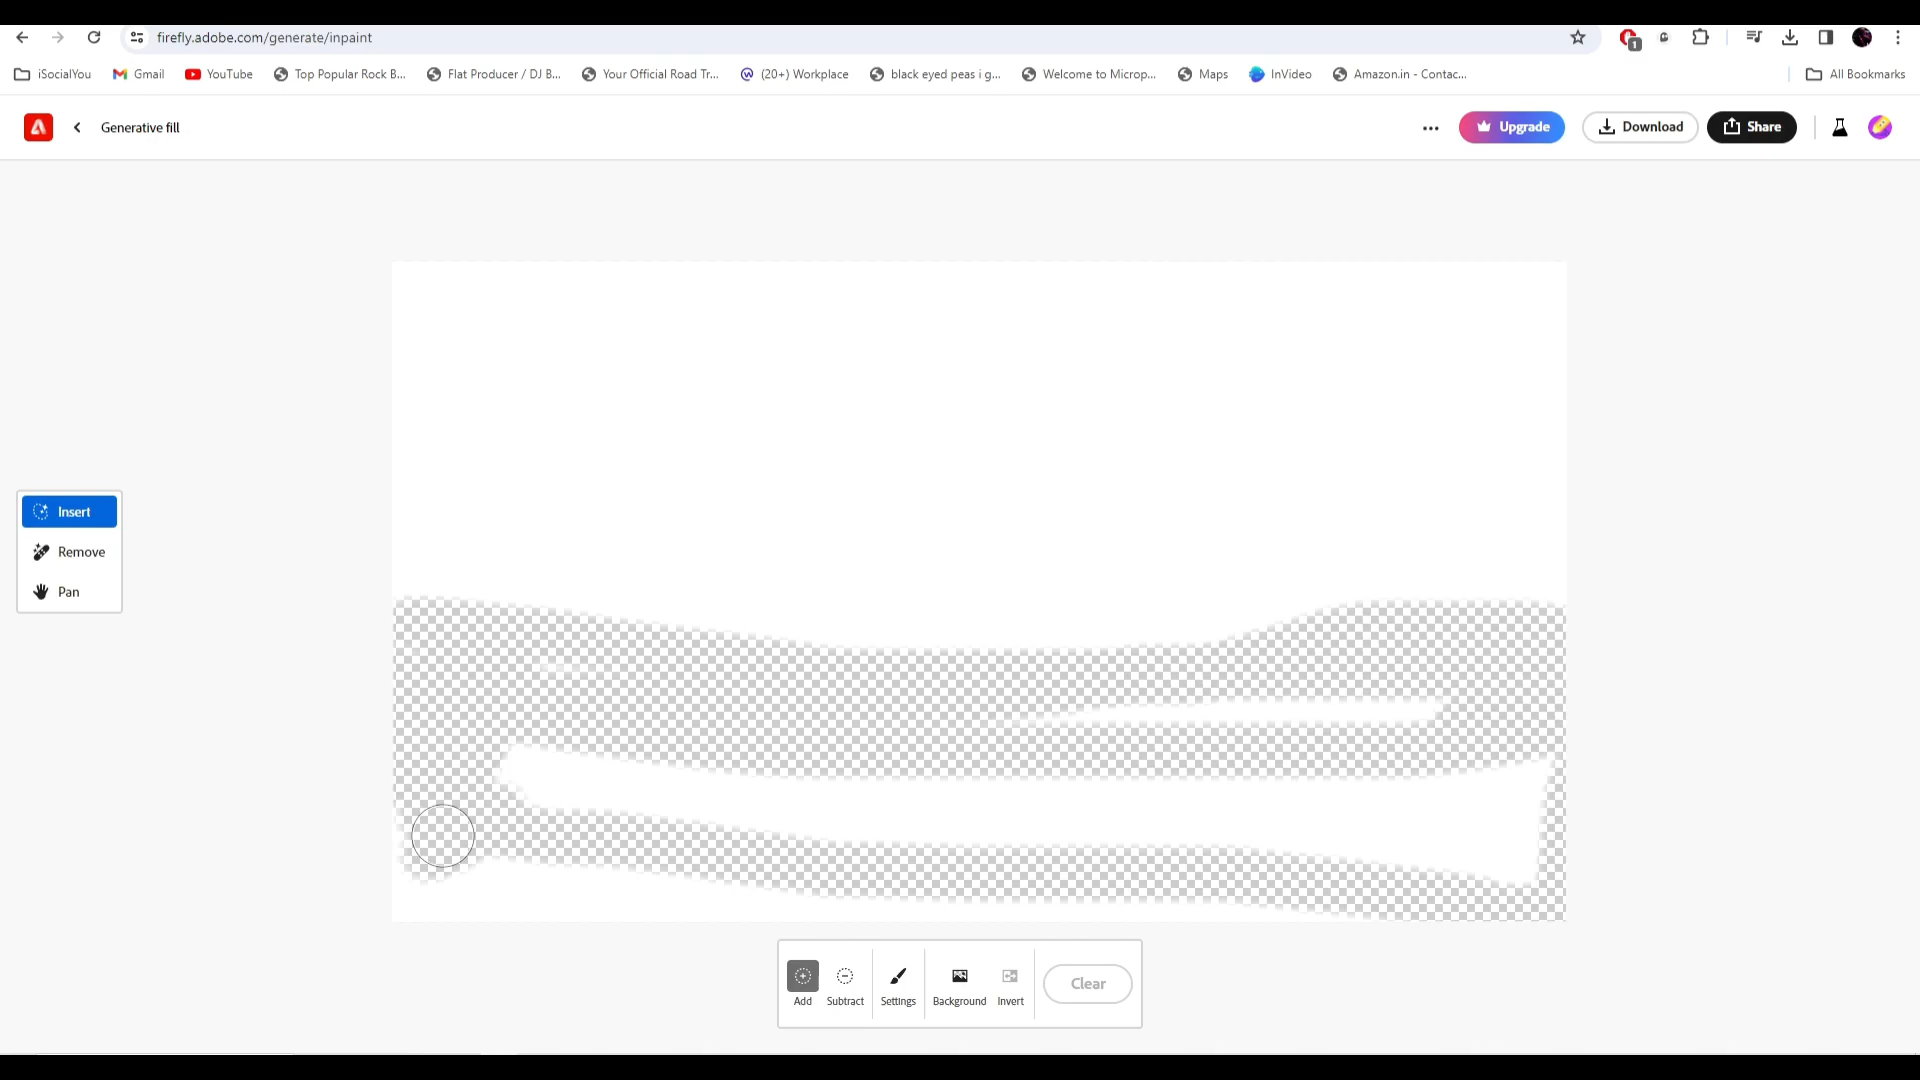 firefly.adobe.com/generate/inpaint
1
iSocialYou
Gmail
YouTube
Top Popular Rock B...
Flat Producer / DJ B...
Your Official Road Tr...
(20+) Workplace
black eyed peas i g...
Welcome to Microp...
Maps
InVideo
Amazon.in - Contac...
All Bookmarks
Generative fill
Upgrade
Download
Share
Insert
Remove
Pan
Add
Subtract
Settings
Background
Invert
Clear